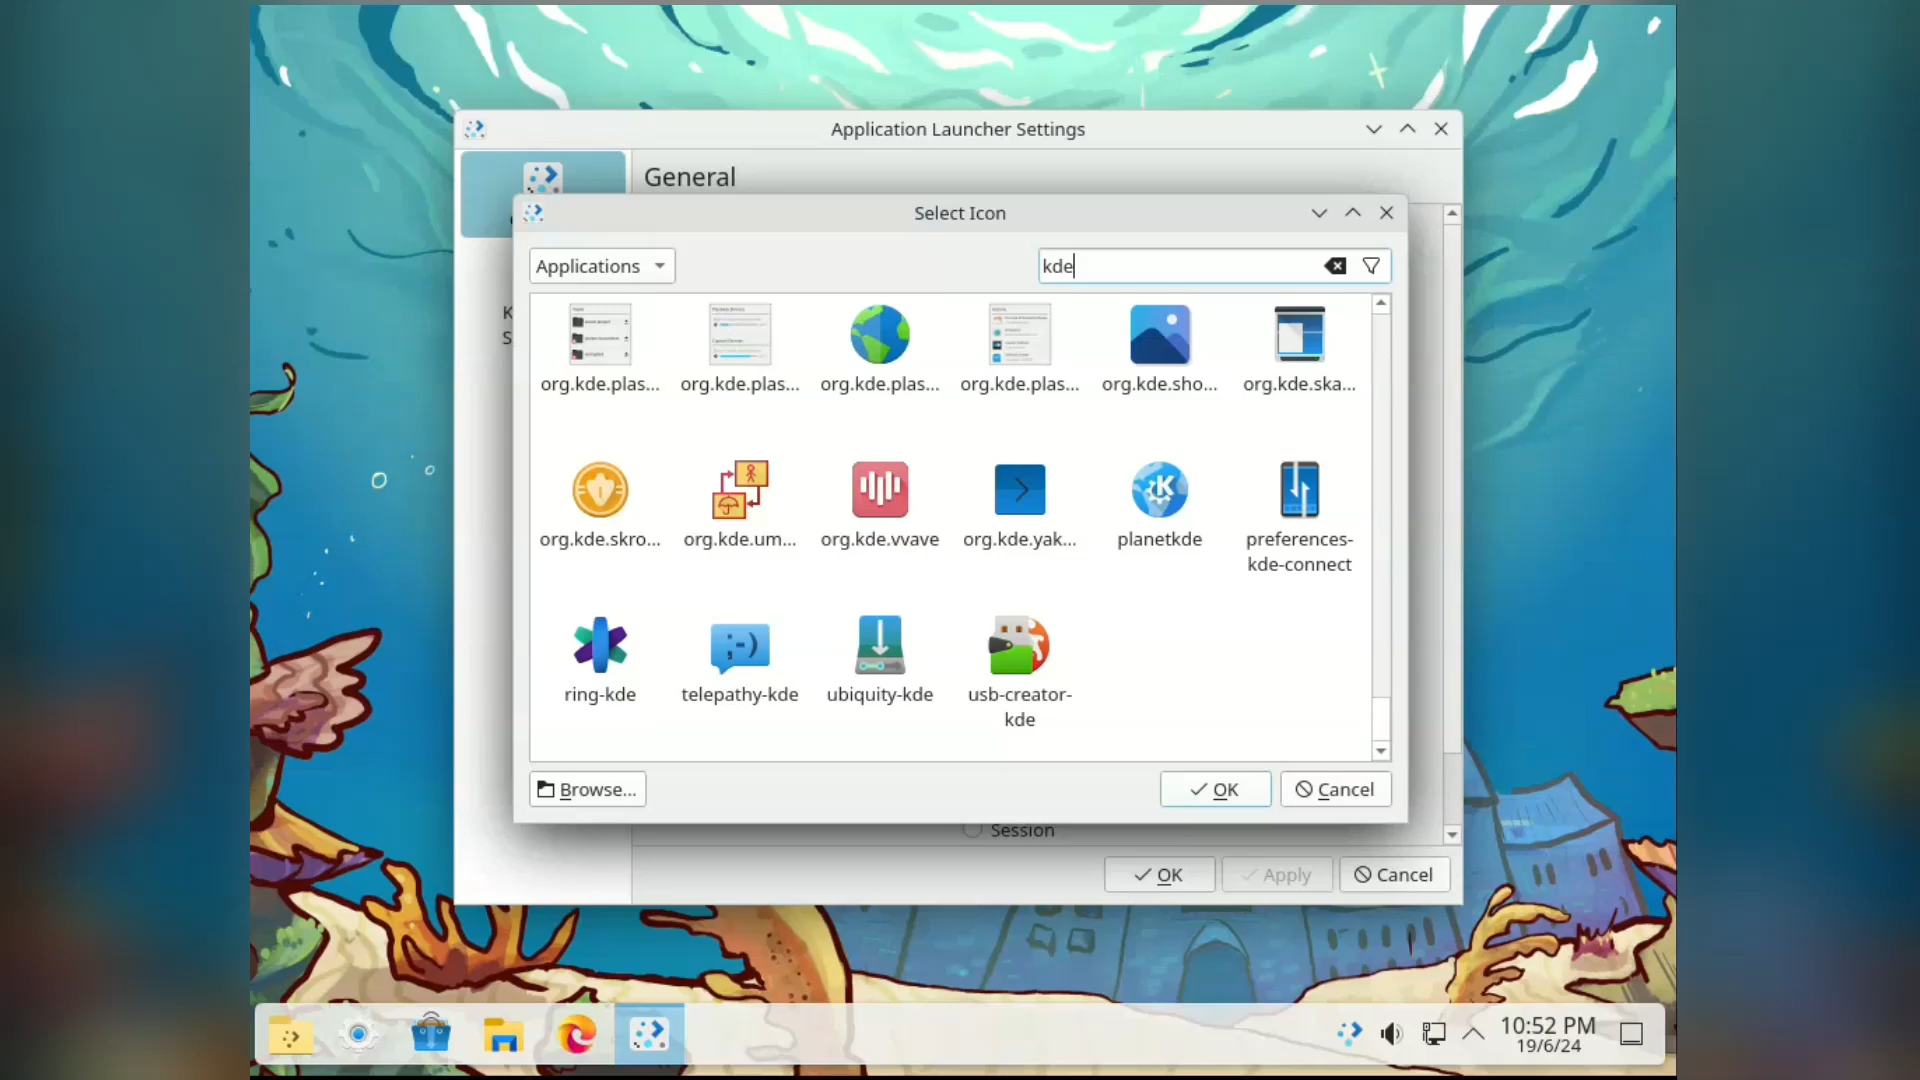 Application Launcher Settings
General
Select Icon
Applications
kde
org.kde.plas...
org.kde.plas...
org.kde.plas...
org.kde.plas...
org.kde.sho...
org.kde.ska...
org.kde.skro...
org.kde.um...
org.kde.vvave
org.kde.yak...
planetkde
preferences-
kde-connect
ring-kde
telepathy-kde
ubiquity-kde
usb-creator-
kde
Browse...
OK
Cancel
Session
OK
Apply
Cancel
10:52 PM
19/6/24